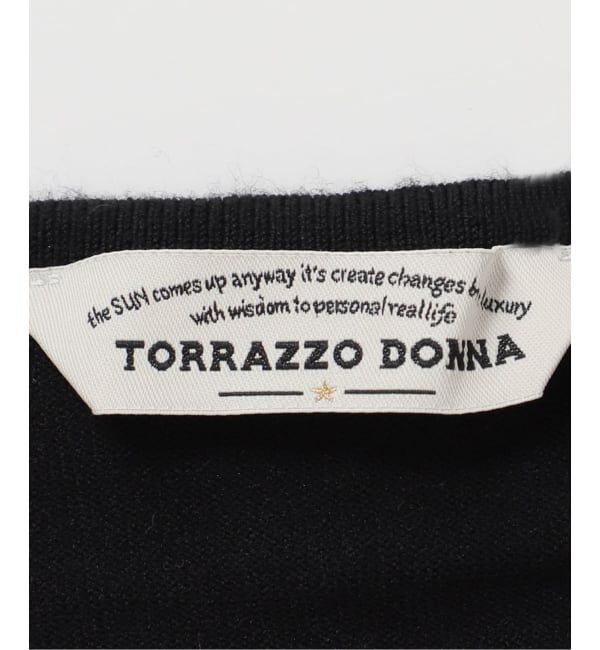 the SUN comes up anyway it's create changes by luxury
with wisdom to personal real life
TORRAZZO DONNA